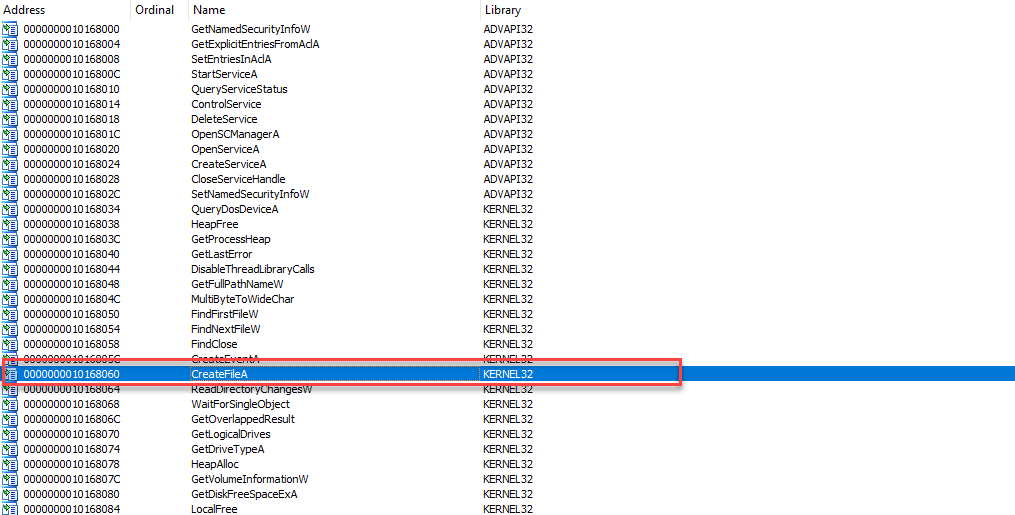 Address Ordinal Name Library
0000000010168000 GetNamedSecurityInfoW ADVAPI32
0000000010168004 GetExplicitEntriesFromAclA ADVAPI32
0000000010168008 SetEntriesInAclA ADVAPI32
000000001016800C StartServiceA ADVAPI32
0000000010168010 QueryServiceStatus ADVAPI32
0000000010168014 ControlService ADVAPI32
0000000010168018 DeleteService ADVAPI32
000000001016801C OpenSCManagerA ADVAPI32
0000000010168020 OpenServiceA ADVAPI32
0000000010168024 CreateServiceA ADVAPI32
0000000010168028 CloseServiceHandle ADVAPI32
000000001016802C SetNamedSecurityInfoW ADVAPI32
0000000010168034 QueryDosDeviceA KERNEL32
0000000010168038 HeapFree KERNEL32
000000001016803C GetProcessHeap KERNEL32
0000000010168040 GetLastError KERNEL32
0000000010168044 DisableThreadLibraryCalls KERNEL32
0000000010168048 GetFullPathNameW KERNEL32
000000001016804C MultiByteToWideChar KERNEL32
0000000010168050 FindFirstFileW KERNEL32
0000000010168054 FindNextFileW KERNEL32
0000000010168058 FindClose KERNEL32
000000001016805C CreateEventA KERNEL32
0000000010168060 CreateFileA KERNEL32
0000000010168064 ReadDirectoryChangesW KERNEL32
0000000010168068 WaitForSingleObject KERNEL32
000000001016806C GetOverlappedResult KERNEL32
0000000010168070 GetLogicalDrives KERNEL32
0000000010168074 GetDriveTypeA KERNEL32
0000000010168078 HeapAlloc KERNEL32
000000001016807C GetVolumeInformationW KERNEL32
0000000010168080 GetDiskFreeSpaceExA KERNEL32
0000000010168084 LocalFree KERNEL32